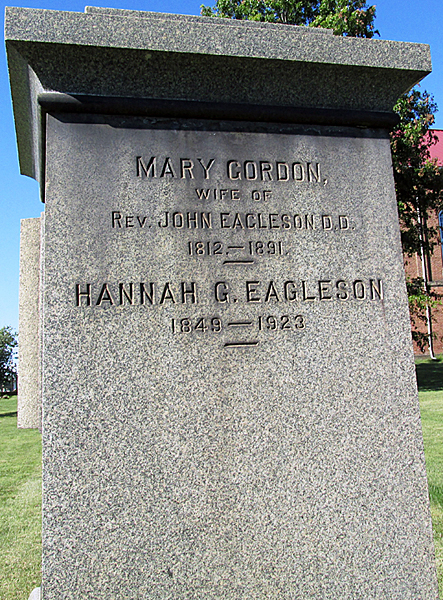 MARY GORDON,
WIFE OF
REV. JOHN EAGLESON D.D.
1812.—1891.
HANNAH G. EAGLESON
1849—1923